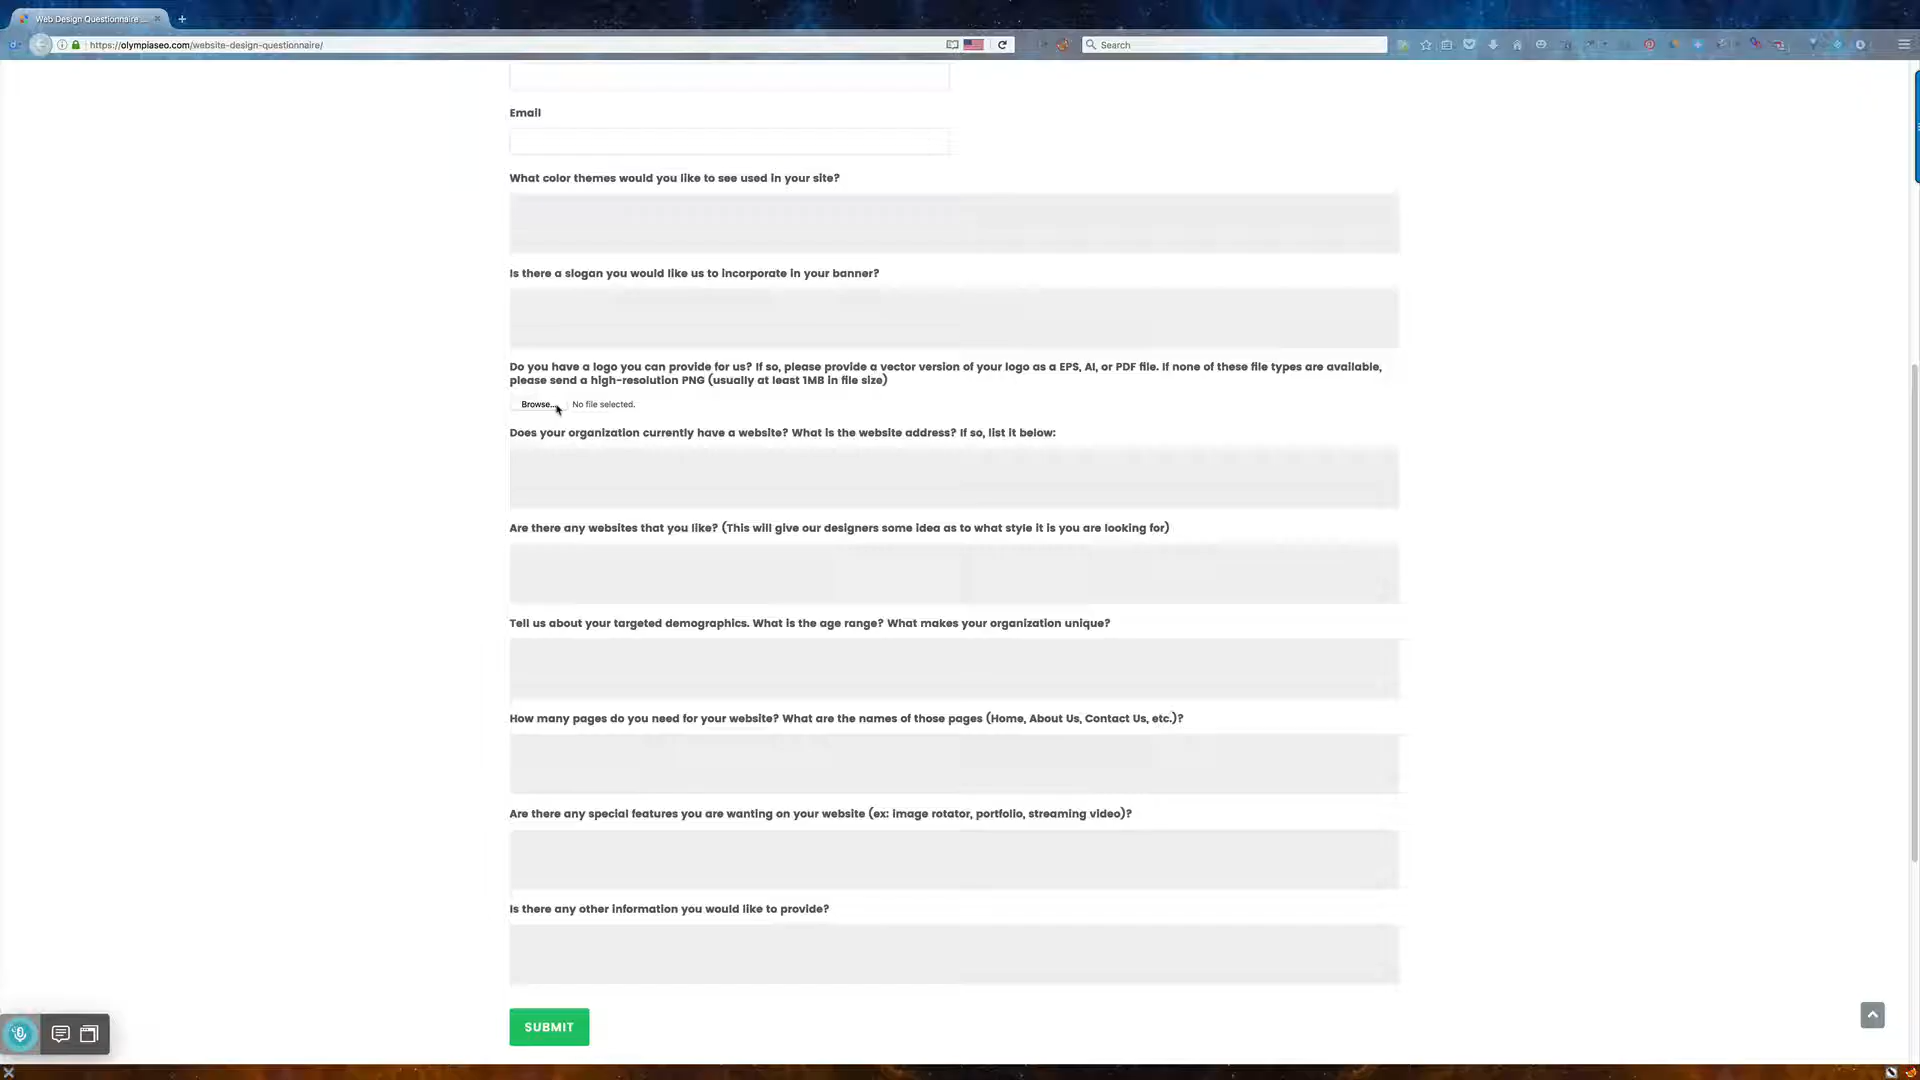 Web Design Questionnaire ...
https://olympiaseo.com/website-design-questionnaire/
Search
Email
What color themes would you like to see used in your site?
Is there a slogan you would like us to incorporate in your banner?
Do you have a logo you can provide for us? If so, please provide a vector version of your logo as a EPS, AI, or PDF file. If none of these file types are available,
please send a high-resolution PNG (usually at least 1MB in file size)
Browse... No file selected.
Does your organization currently have a website? What is the website address? If so, list it below:
Are there any websites that you like? (This will give our designers some idea as to what style it is you are looking for)
Tell us about your targeted demographics. What is the age range? What makes your organization unique?
How many pages do you need for your website? What are the names of those pages (Home, About Us, Contact Us, etc.)?
Are there any special features you are wanting on your website (ex: image rotator, portfolio, streaming video)?
Is there any other information you would like to provide?
SUBMIT